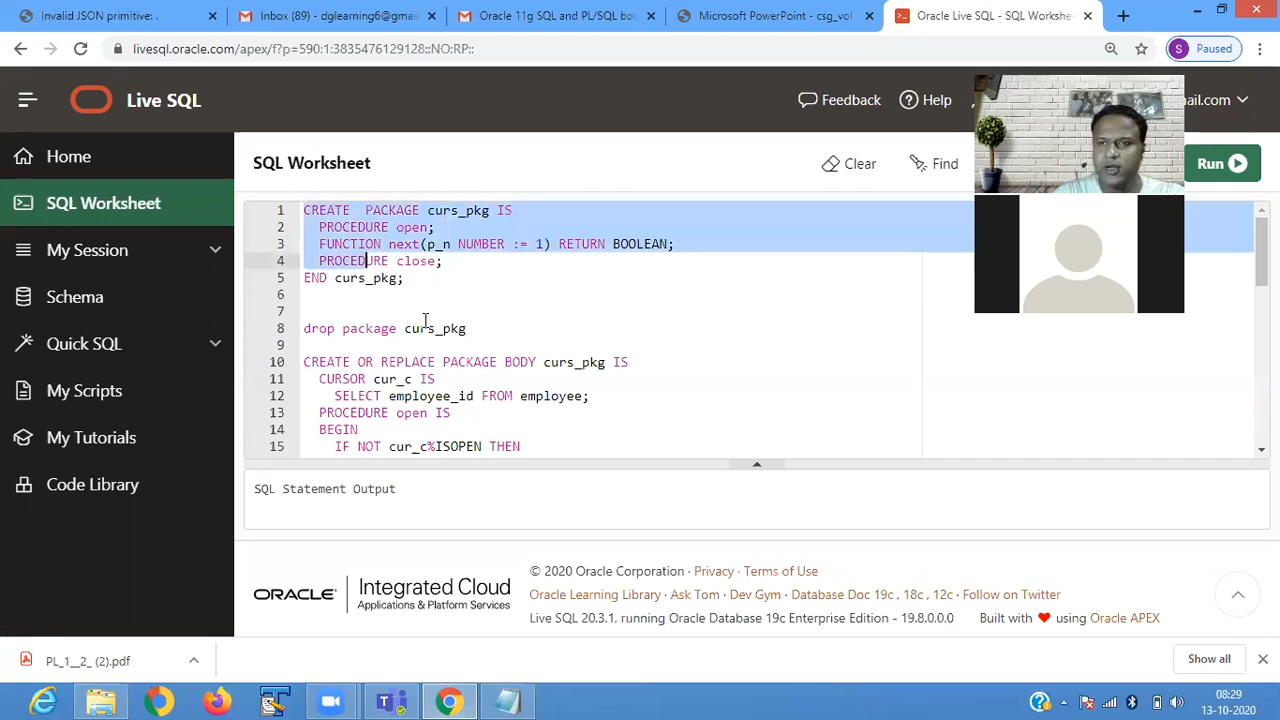 Invalid JSON primitive: .
Inbox (89) - dglearning6@gmail
Oracle 11g SQL and PL/SQL bo
Microsoft PowerPoint - csg_vol
Oracle Live SQL - SQL Workshe
livesql.oracle.com/apex/f?p=590:1:3835476129128::NO:RP::
S Paused
Live SQL
Feedback
Help
ail.com
Home
SQL Worksheet
My Session
Schema
Quick SQL
My Scripts
My Tutorials
Code Library
SQL Worksheet
Clear
Find
Run
1 CREATE  PACKAGE curs_pkg IS
2   PROCEDURE open;
3   FUNCTION next(p_n NUMBER := 1) RETURN BOOLEAN;
4   PROCEDURE close;
5 END curs_pkg;
6
7
8 drop package curs_pkg
9
10 CREATE OR REPLACE PACKAGE BODY curs_pkg IS
11   CURSOR cur_c IS
12     SELECT employee_id FROM employee;
13   PROCEDURE open IS
14   BEGIN
15     IF NOT cur_c%ISOPEN THEN
SQL Statement Output
ORACLE
Integrated Cloud
Applications & Platform Services
© 2020 Oracle Corporation · Privacy · Terms of Use
Oracle Learning Library · Ask Tom · Dev Gym · Database Doc 19c , 18c , 12c · Follow on Twitter
Live SQL 20.3.1, running Oracle Database 19c Enterprise Edition - 19.8.0.0.0
Built with ❤ using Oracle APEX
PL_1__2_ (2).pdf
Show all
08:29
13-10-2020